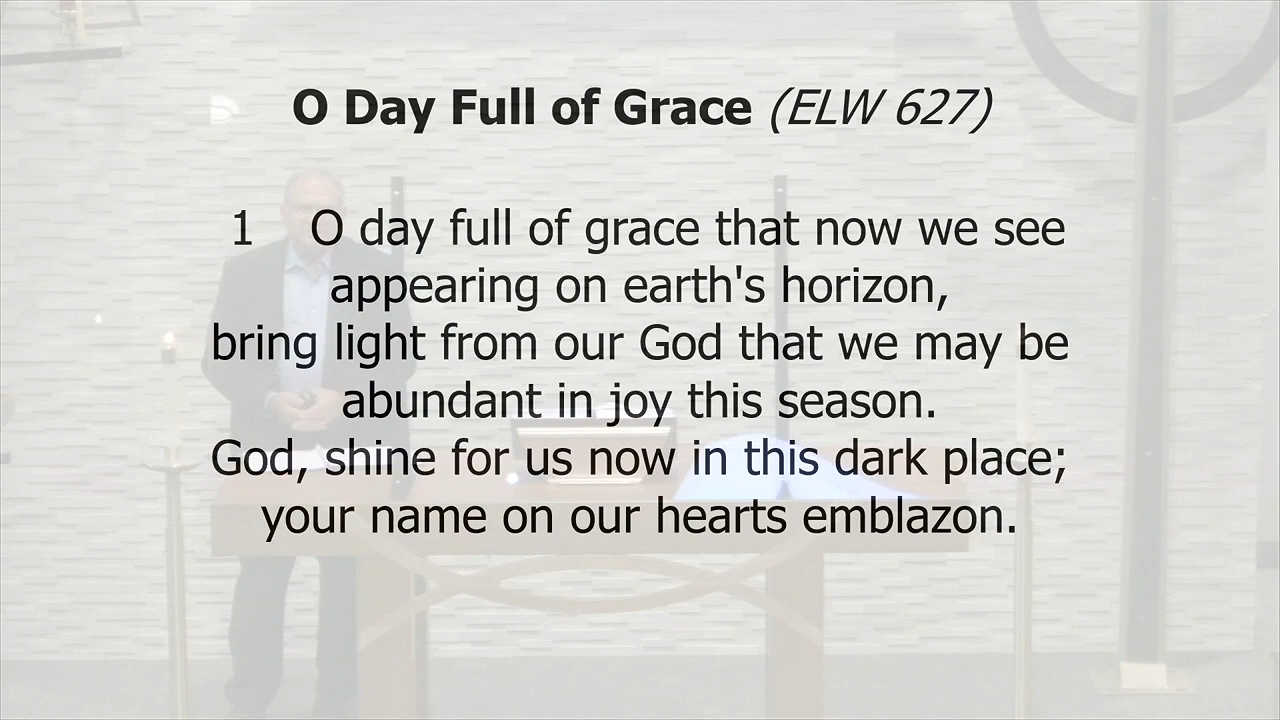 O Day Full of Grace (ELW 627)
1 O day full of grace that now we see
appearing on earth's horizon,
bring light from our God that we may be
abundant in joy this season.
God, shine for us now in this dark place;
your name on our hearts emblazon.